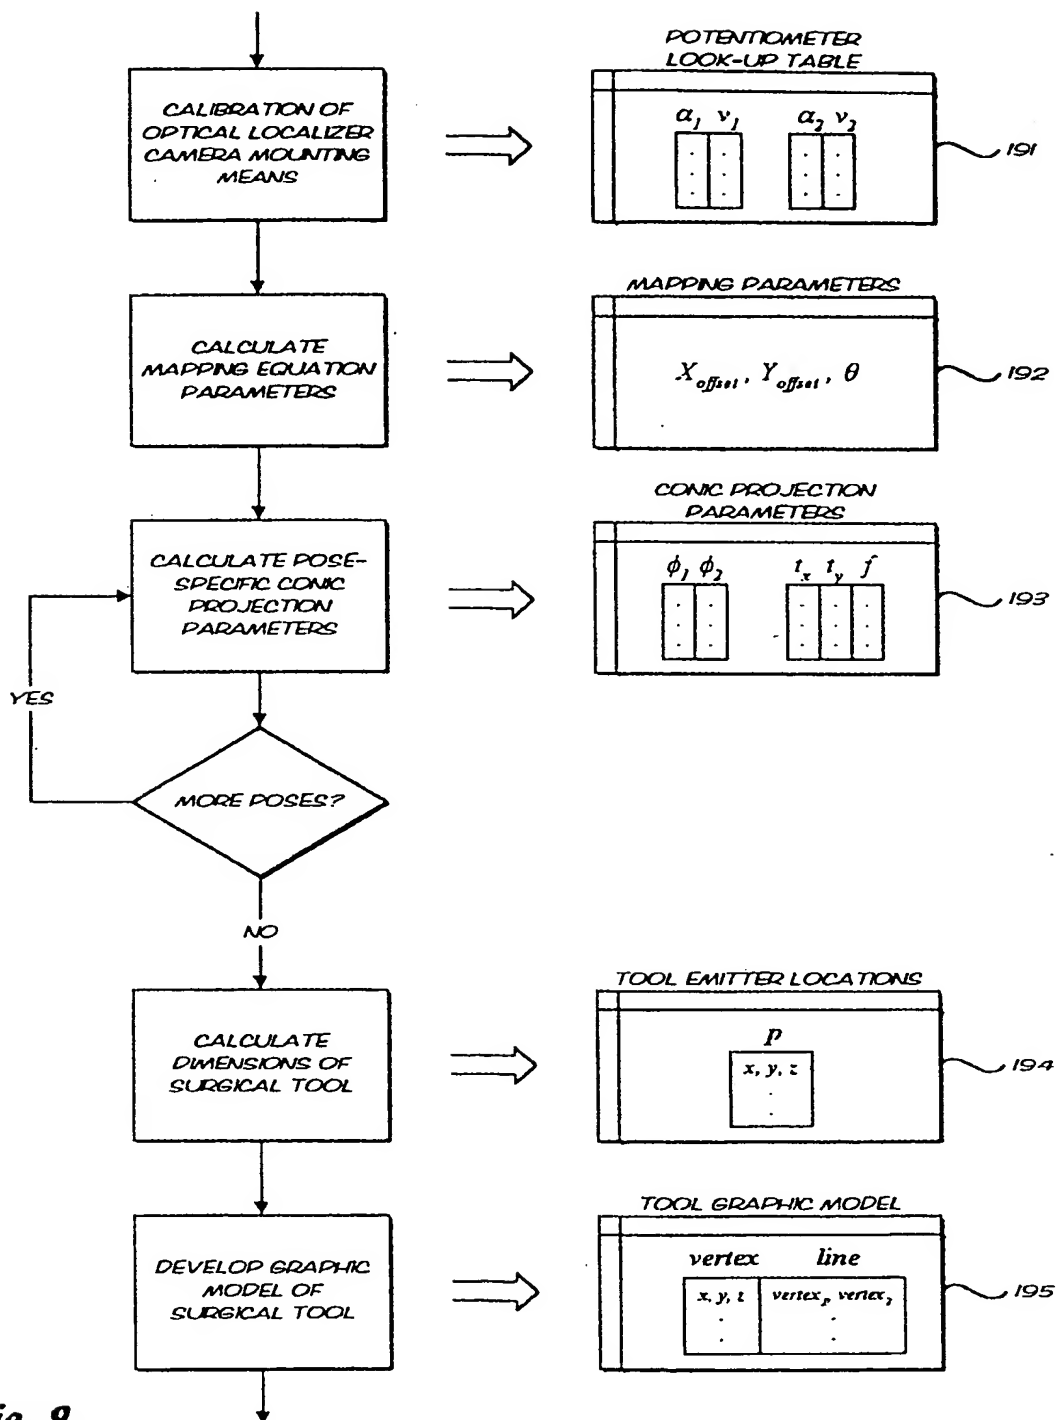 POTENTIOMETER
LOOK-UP TABLE
CALIBRATION OF
OPTICAL LOCALIZER
CAMERA MOUNTING
MEANS
α₁ v₁ α₂ v₂
191
MAPPING PARAMETERS
CALCULATE
MAPPING EQUATION
PARAMETERS
X offset, Y offset, θ
192
CONIC PROJECTION
PARAMETERS
CALCULATE POSE-
SPECIFIC CONIC
PROJECTION
PARAMETERS
ϕ₁ ϕ₂ tₓ t_y f
193
YES
MORE POSES?
NO
TOOL EMITTER LOCATIONS
CALCULATE
DIMENSIONS OF
SURGICAL TOOL
P
x, y, z
194
TOOL GRAPHIC MODEL
DEVELOP GRAPHIC
MODEL OF
SURGICAL TOOL
vertex line
x, y, z vertex₁, vertex₂
195